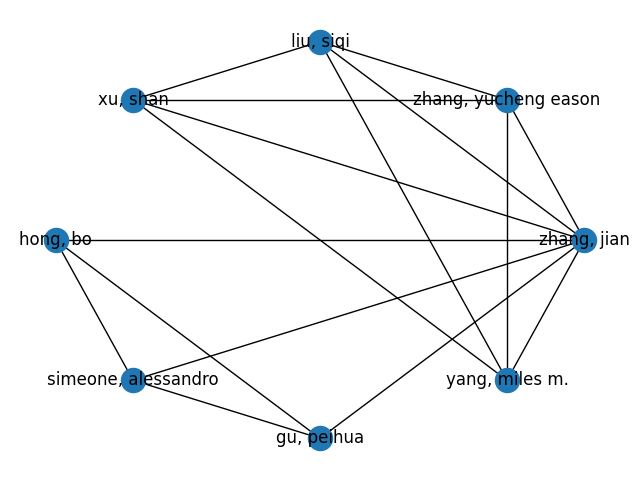 liu, siqi
xu, shan
zhang, yucheng eason
hong, bo
zhang, jian
simeone, alessandro
yang, miles m.
gu, peihua